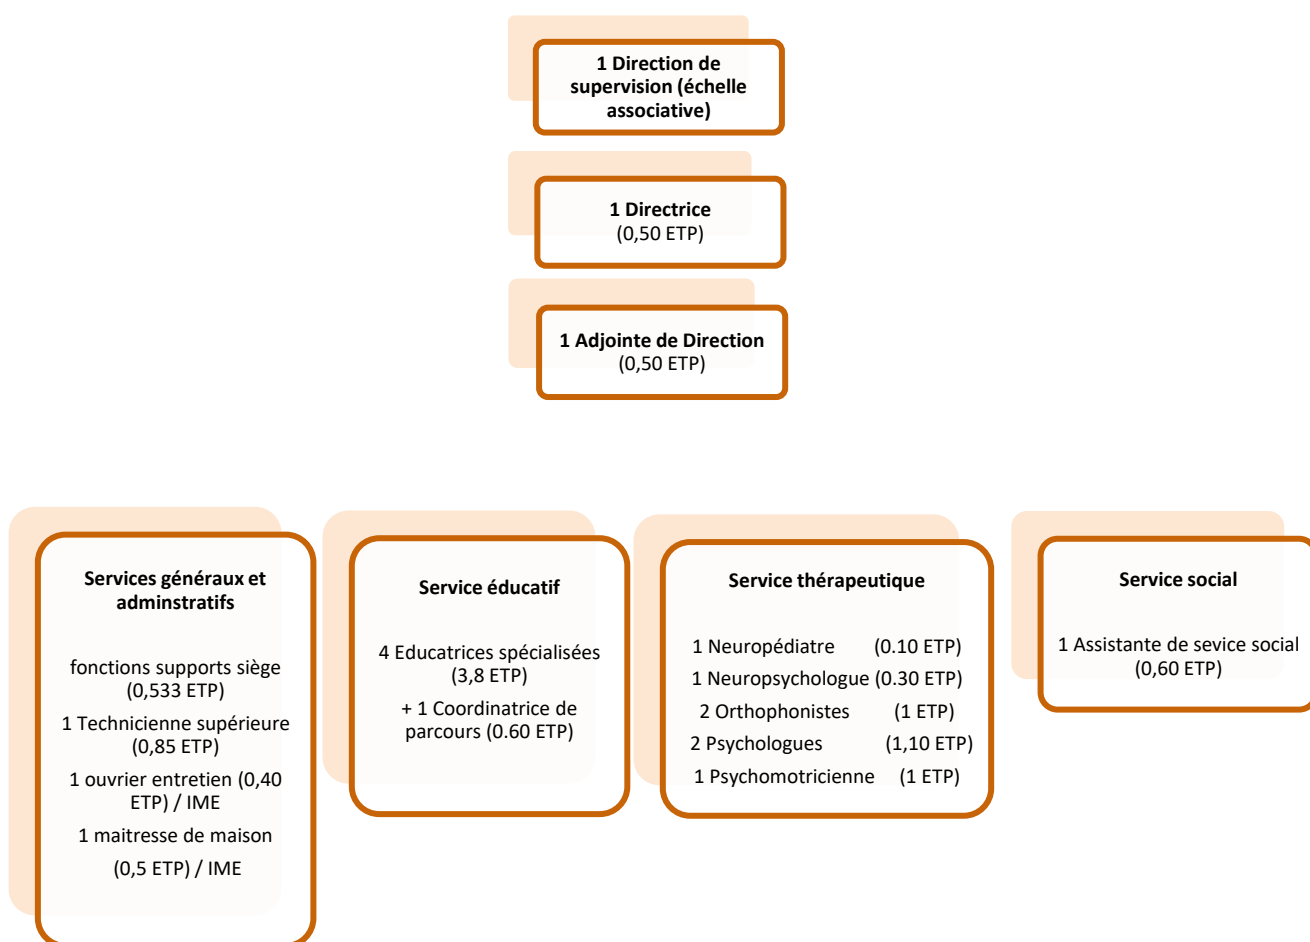 1 Direction de
supervision (échelle
associative)
1 Directrice
(0,50 ETP)
1 Adjointe de Direction
(0,50 ETP)
Services généraux et
adminstratifs
fonctions supports siège
(0,533 ETP)
1 Technicienne supérieure
(0,85 ETP)
1 ouvrier entretien (0,40
ETP) / IME
1 maitresse de maison
(0,5 ETP) / IME
Service éducatif
4 Educatrices spécialisées
(3,8 ETP)
+ 1 Coordinatrice de
parcours (0.60 ETP)
Service thérapeutique
1 Neuropédiatre (0.10 ETP)
1 Neuropsychologue (0.30 ETP)
2 Orthophonistes (1 ETP)
2 Psychologues (1,10 ETP)
1 Psychomotricienne (1 ETP)
Service social
1 Assistante de sevice social
(0,60 ETP)